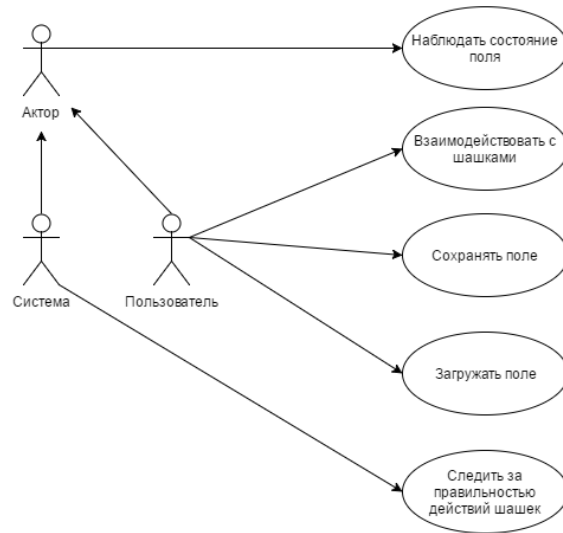 Наблюдать состояние
поля
Актор
Взаимодействовать с
шашками
Сохранять поле
Система
Пользователь
Загружать поле
Следить за
правильностью
действий шашек